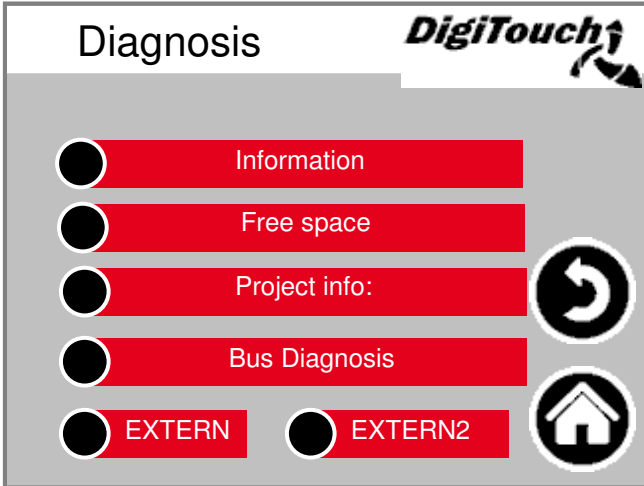 Diagnosis
DigiTouch
Information
Free space
Project info:
Bus Diagnosis
EXTERN
EXTERN2